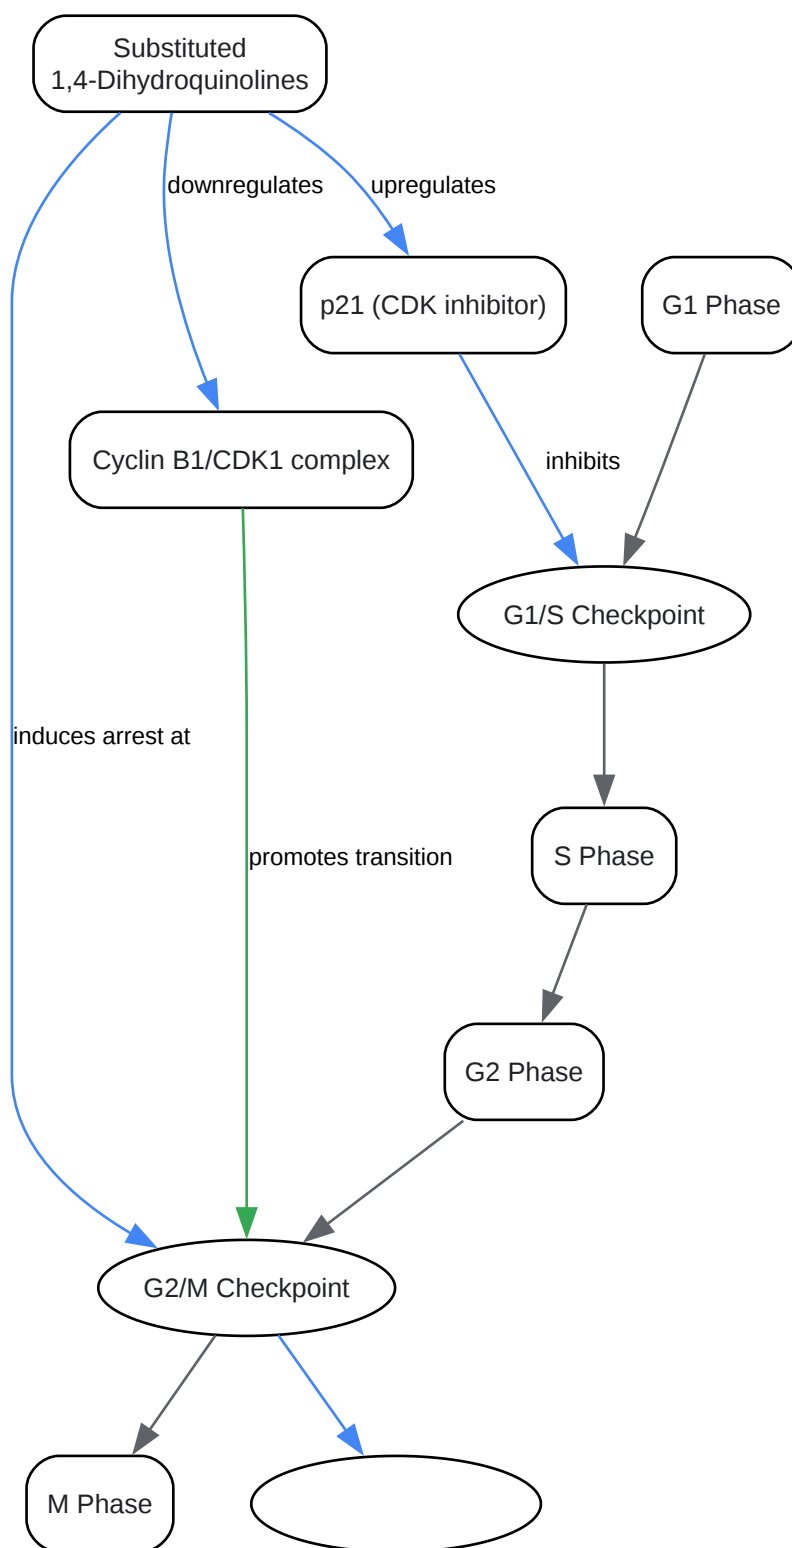 Substituted
1,4-Dihydroquinolines
downregulates
upregulates
p21 (CDK inhibitor)
G1 Phase
Cyclin B1/CDK1 complex
inhibits
G1/S Checkpoint
induces arrest at
promotes transition
S Phase
G2 Phase
G2/M Checkpoint
M Phase